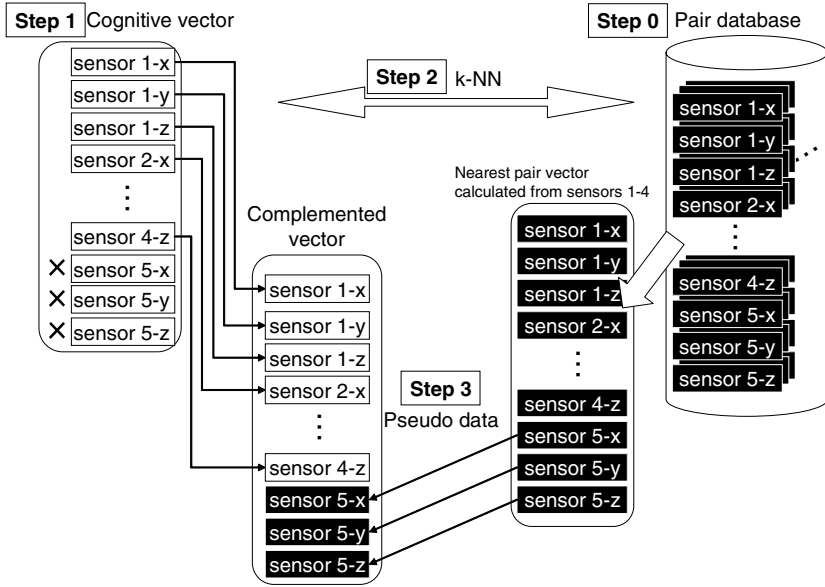 Step 1 Cognitive vector
sensor 1-x
sensor 1-y
sensor 1-z
sensor 2-x
sensor 4-z
× sensor 5-x
× sensor 5-y
× sensor 5-z
Step 2 k-NN
Step 0 Pair database
sensor 1-x
sensor 1-y
sensor 1-z
sensor 2-x
sensor 4-z
sensor 5-x
sensor 5-y
sensor 5-z
Complemented
vector
sensor 1-x
sensor 1-y
sensor 1-z
sensor 2-x
sensor 4-z
sensor 5-x
sensor 5-y
sensor 5-z
Step 3
Pseudo data
Nearest pair vector
calculated from sensors 1-4
sensor 1-x
sensor 1-y
sensor 1-z
sensor 2-x
sensor 4-z
sensor 5-x
sensor 5-y
sensor 5-z